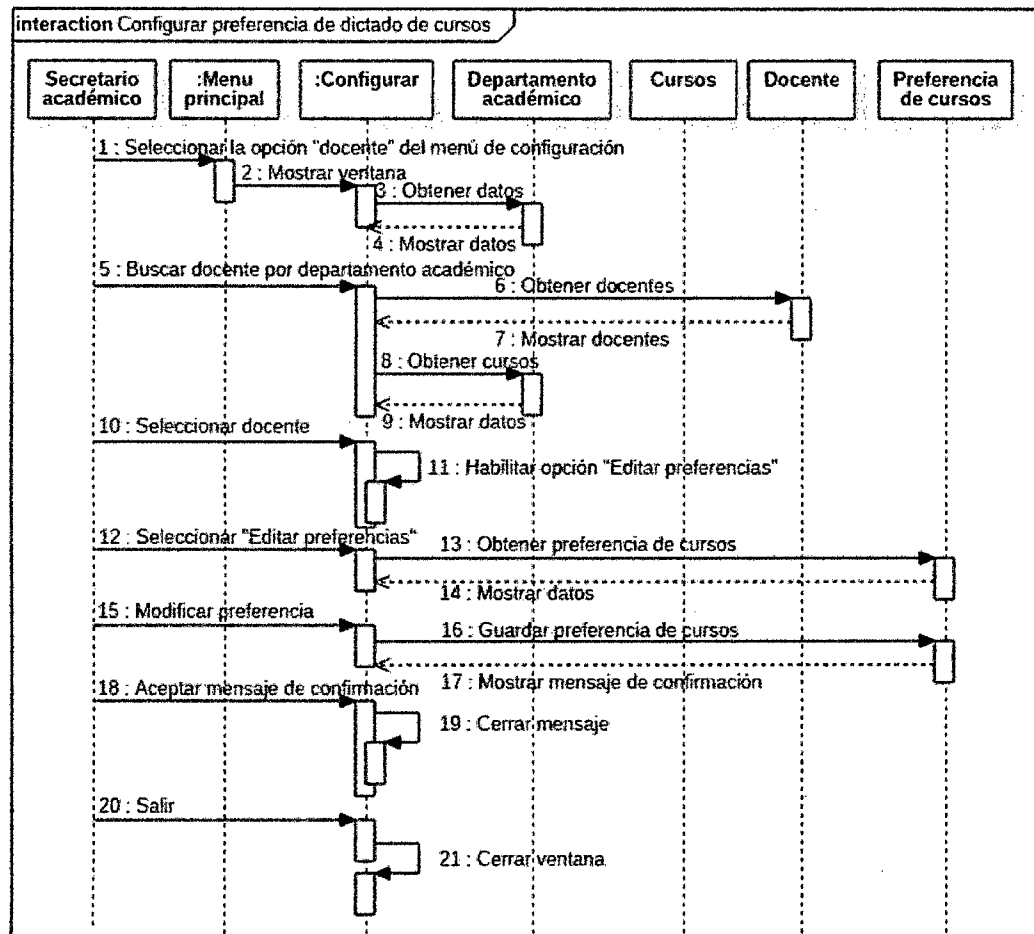 interaction Configurar preferencia de dictado de cursos
Secretario
académico
:Menu
principal
:Configurar
Departamento
académico
Cursos
Docente
Preferencia
de cursos
1 : Seleccionar la opción "docente" del menú de configuración
2 : Mostrar ventana
3 : Obtener datos
4 : Mostrar datos
5 : Buscar docente por departamento académico
6 : Obtener docentes
7 : Mostrar docentes
8 : Obtener cursos
9 : Mostrar datos
10 : Seleccionar docente
11 : Habilitar opción "Editar preferencias"
12 : Seleccionar "Editar preferencias"
13 : Obtener preferencia de cursos
14 : Mostrar datos
15 : Modificar preferencia
16 : Guardar preferencia de cursos
17 : Mostrar mensaje de confirmación
18 : Aceptar mensaje de confirmación
19 : Cerrar mensaje
20 : Salir
21 : Cerrar ventana